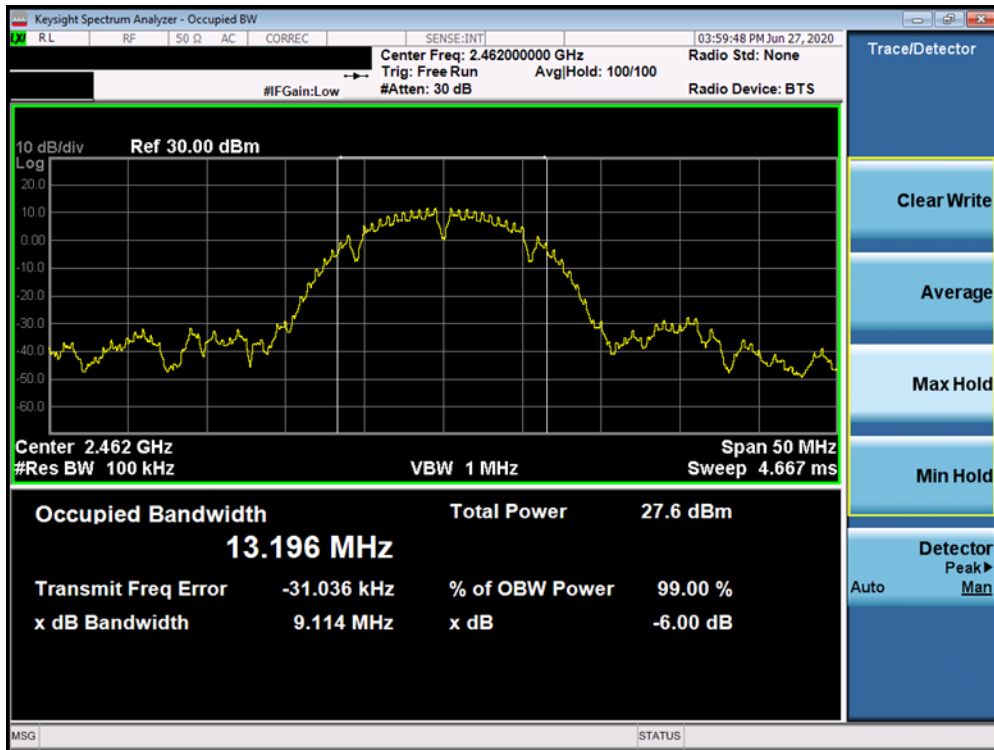 Keysight Spectrum Analyzer - Occupied BW
LXI RL RF 50 Ω AC CORREC SENSE:INT 03:59:48 PM Jun 27, 2020
Center Freq: 2.462000000 GHz Radio Std: None
Trig: Free Run Avg|Hold: 100/100
#IFGain:Low #Atten: 30 dB Radio Device: BTS
10 dB/div Ref 30.00 dBm
Log
20.0
10.0
0.00
-10.0
-20.0
-30.0
-40.0
-50.0
-60.0
Center 2.462 GHz Span 50 MHz
#Res BW 100 kHz VBW 1 MHz Sweep 4.667 ms
Occupied Bandwidth Total Power 27.6 dBm
13.196 MHz
Transmit Freq Error -31.036 kHz % of OBW Power 99.00 %
x dB Bandwidth 9.114 MHz x dB -6.00 dB
Trace/Detector
Clear Write
Average
Max Hold
Min Hold
Detector
Peak▶
Auto Man
MSG STATUS